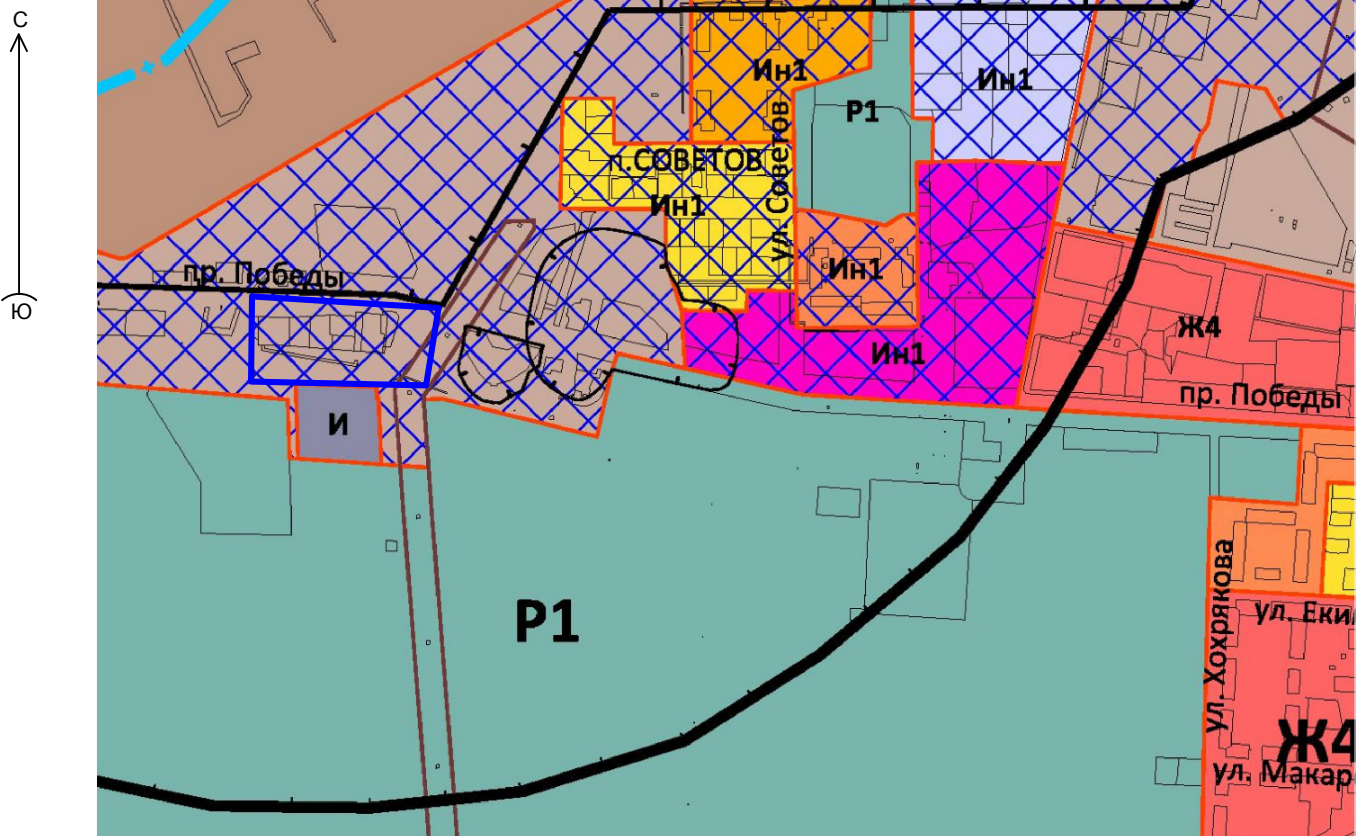 С
Ю
Ин1
Ин1
Р1
п.СОВЕТОВ
Ин1
ул. Советов
Ин1
пр. Победы
Ж4
Ин1
пр. Победы
И
Р1
ул. Хохрякова
ул. Еки
Ж4
ул. Макар